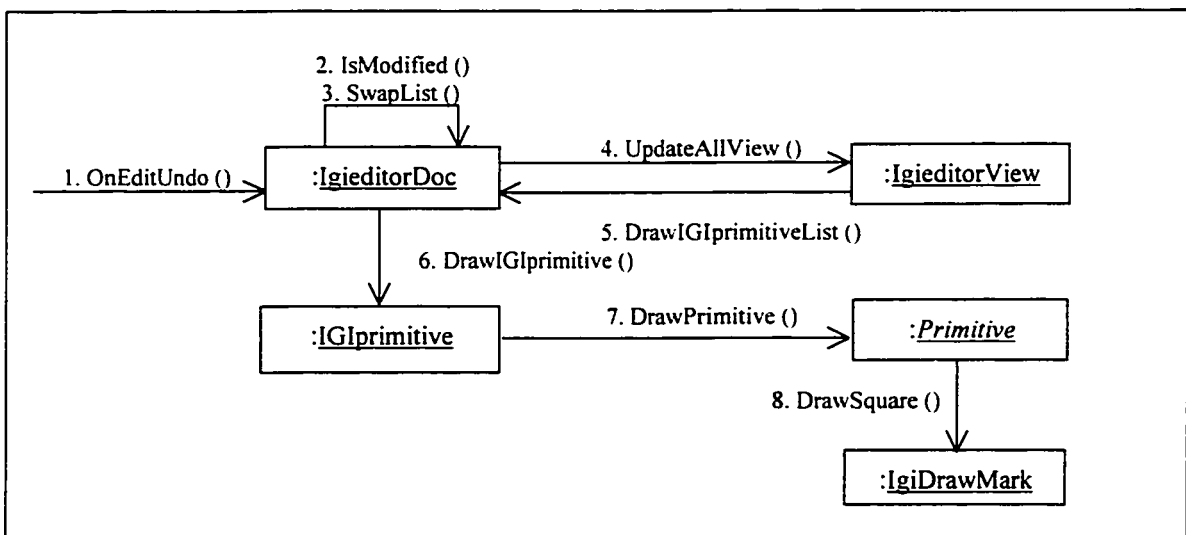 2. IsModified ()
3. SwapList ()
4. UpdateAllView ()
1. OnEditUndo ()
:IgieditorDoc
:IgieditorView
5. DrawIGIprimitiveList ()
6. DrawIGIprimitive ()
7. DrawPrimitive ()
:IGIprimitive
:Primitive
8. DrawSquare ()
:IgiDrawMark